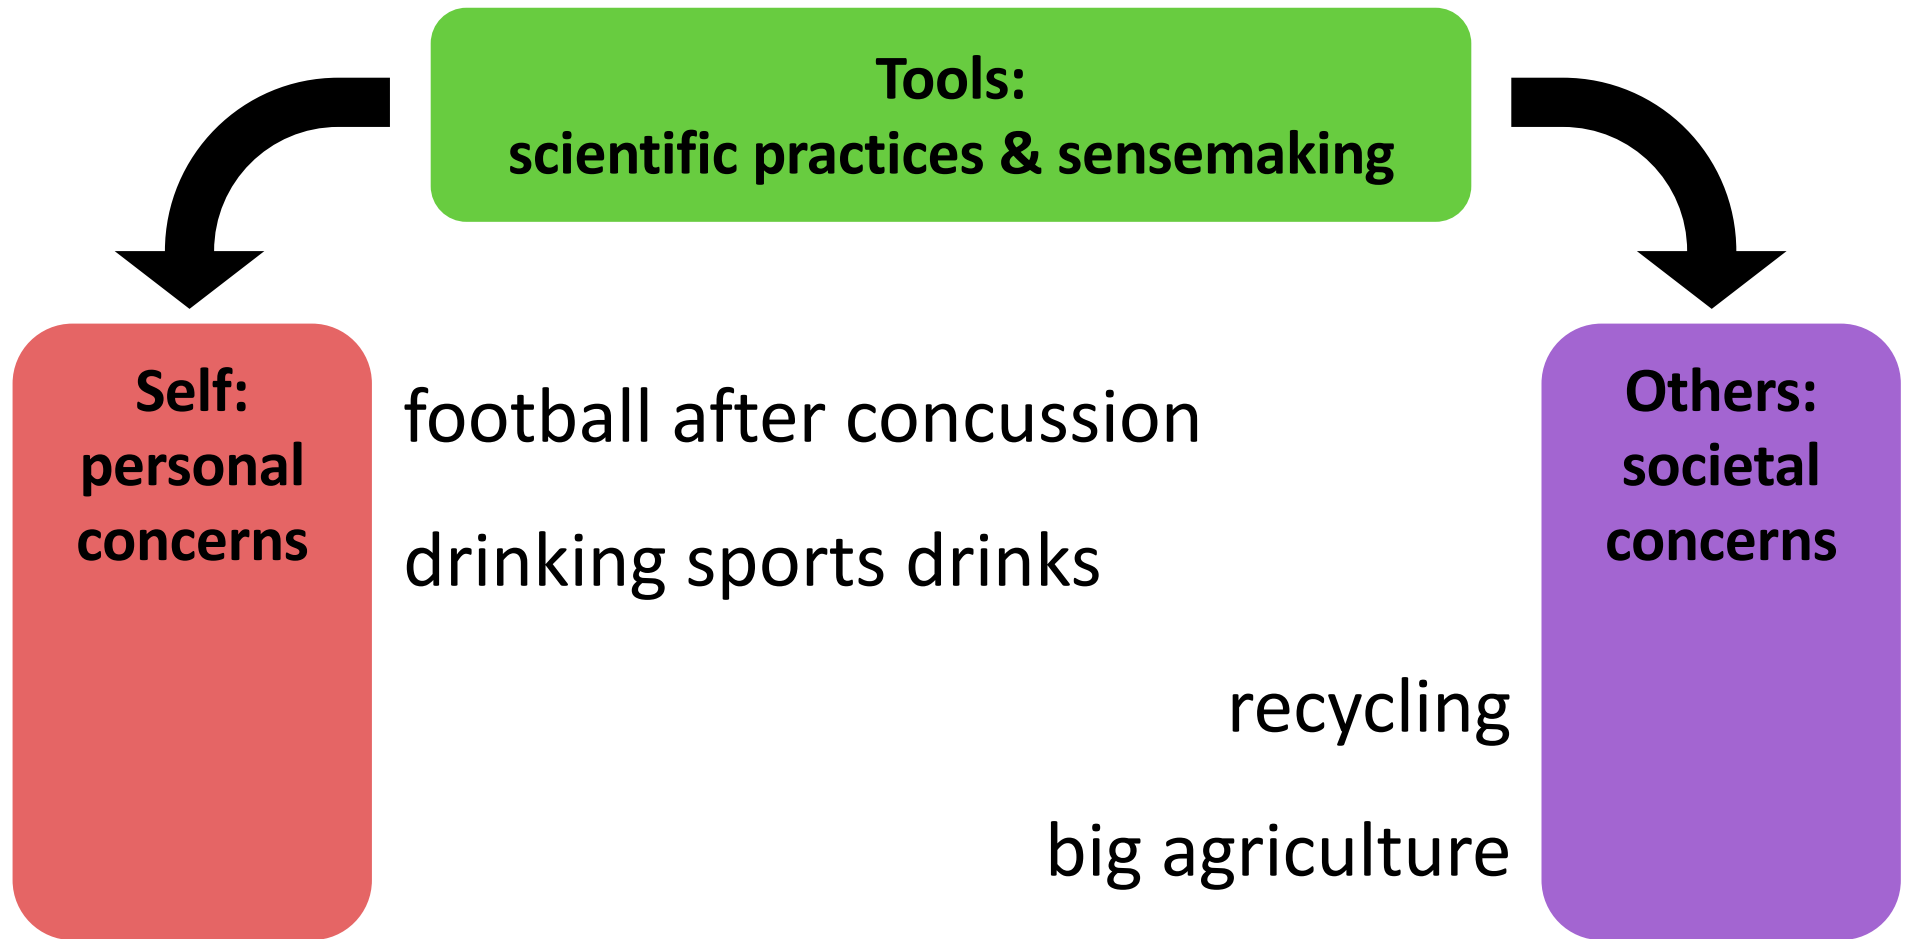 Tools:
scientific practices & sensemaking
Self:
personal
concerns
football after concussion
drinking sports drinks
recycling
big agriculture
Others:
societal
concerns